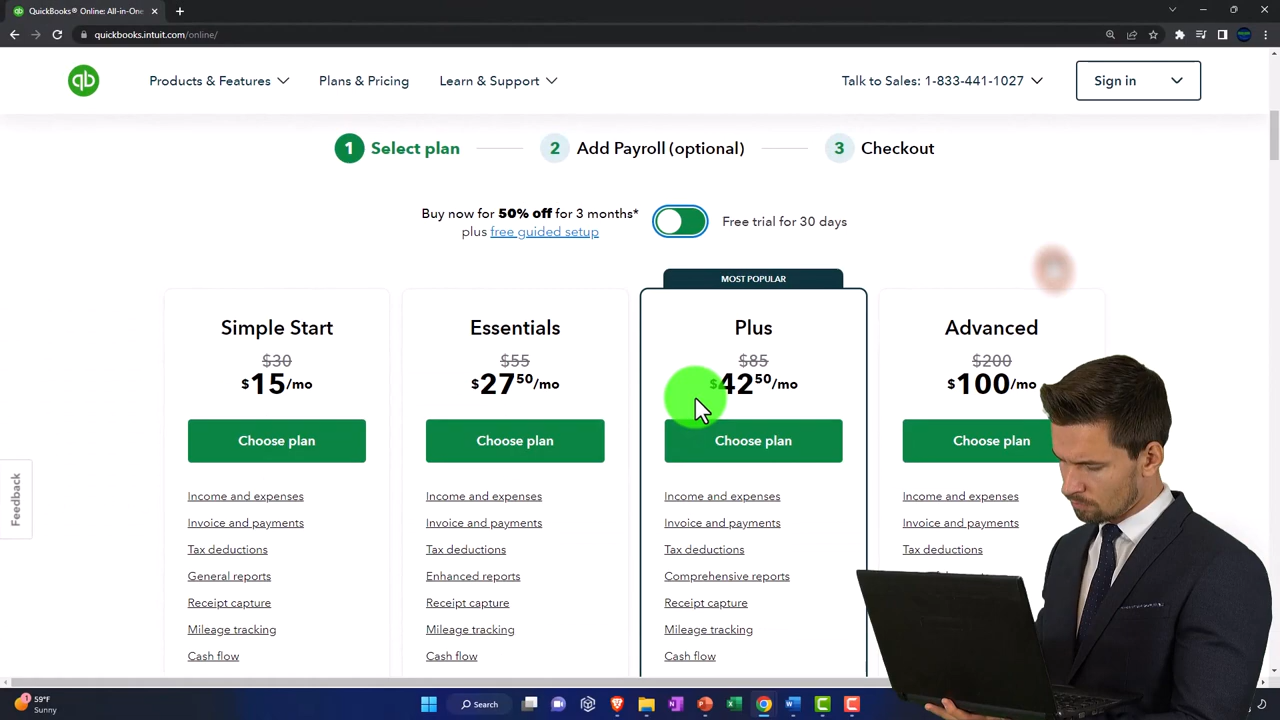 QuickBooks® Online: All-in-One
quickbooks.intuit.com/online/
qb
Products & Features
Plans & Pricing
Learn & Support
Talk to Sales: 1-833-441-1027
Sign in
1 Select plan
2 Add Payroll (optional)
3 Checkout
Buy now for 50% off for 3 months*
plus free guided setup
Free trial for 30 days
MOST POPULAR
Simple Start
$30
$15/mo
Choose plan
Income and expenses
Invoice and payments
Tax deductions
General reports
Receipt capture
Mileage tracking
Cash flow
Essentials
$55
$2750/mo
Choose plan
Income and expenses
Invoice and payments
Tax deductions
Enhanced reports
Receipt capture
Mileage tracking
Cash flow
Plus
$85
$4250/mo
Choose plan
Income and expenses
Invoice and payments
Tax deductions
Comprehensive reports
Receipt capture
Mileage tracking
Cash flow
Advanced
$200
$100/mo
Choose plan
Income and expenses
Invoice and payments
Tax deductions
Feedback
1
59°F
Sunny
Search